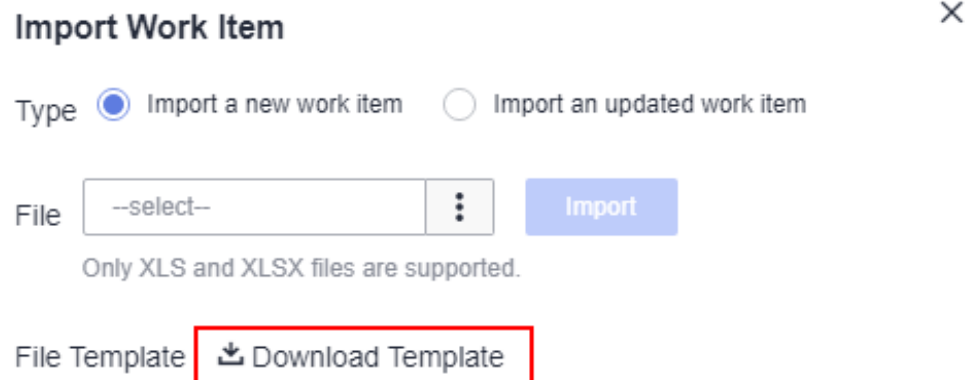 Import Work Item
Type Import a new work item Import an updated work item
File --select-- Import
Only XLS and XLSX files are supported.
File Template Download Template